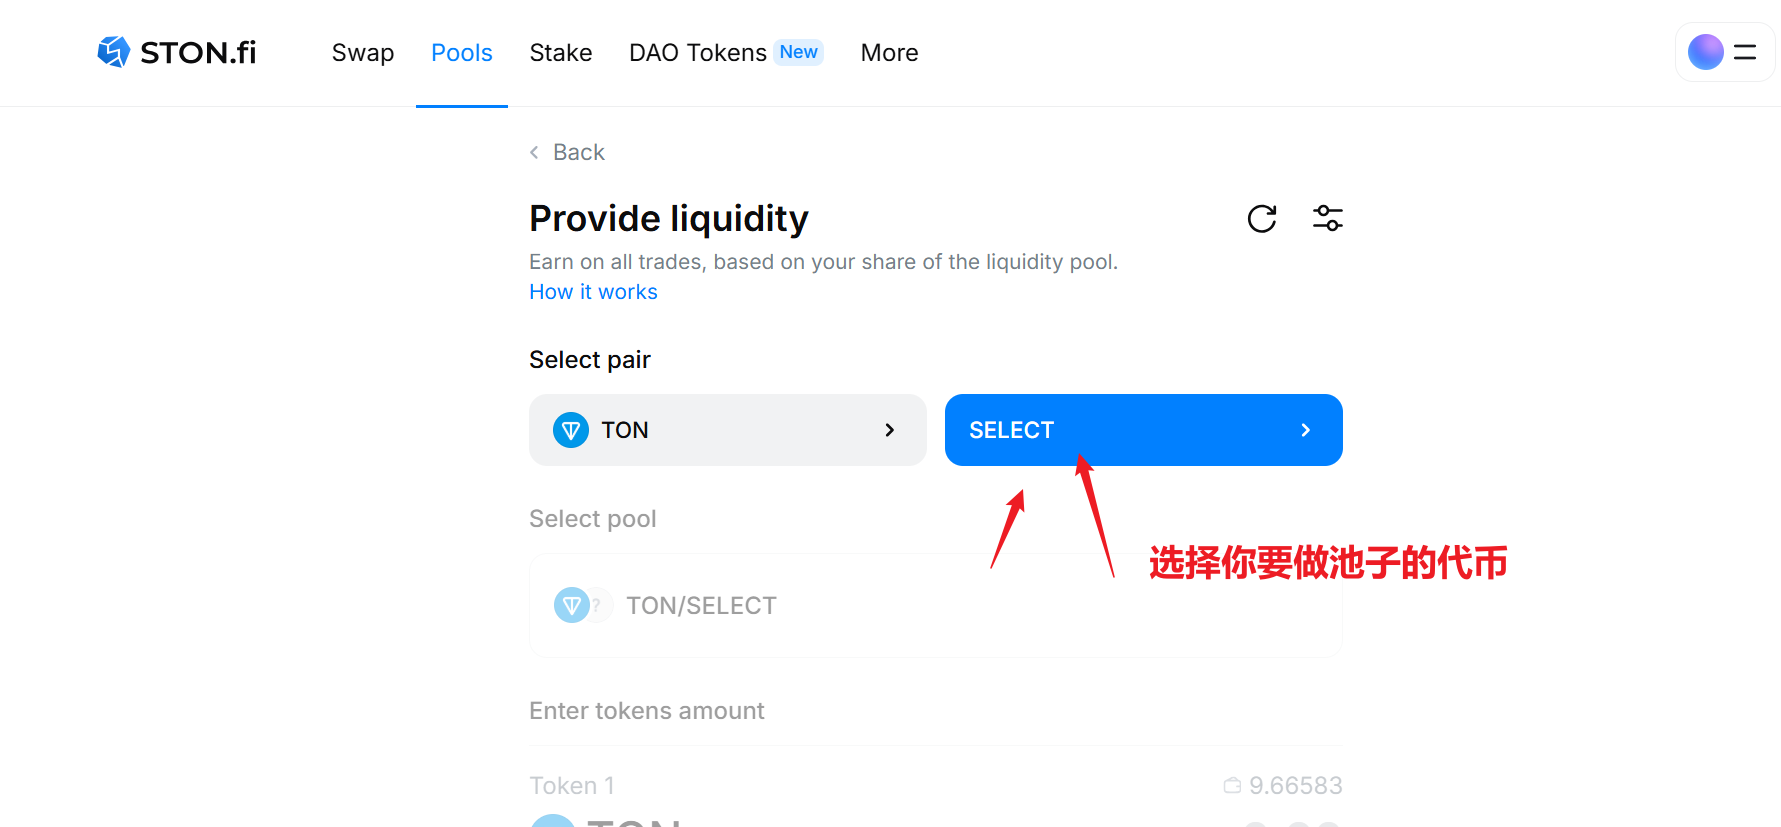 STON.fi
Swap Pools Stake DAO Tokens New More
Back
Provide liquidity
Earn on all trades, based on your share of the liquidity pool.
How it works
Select pair
TON SELECT
Select pool
选择你要做池子的代币
? TON/SELECT
Enter tokens amount
Token 1 9.66583
TON